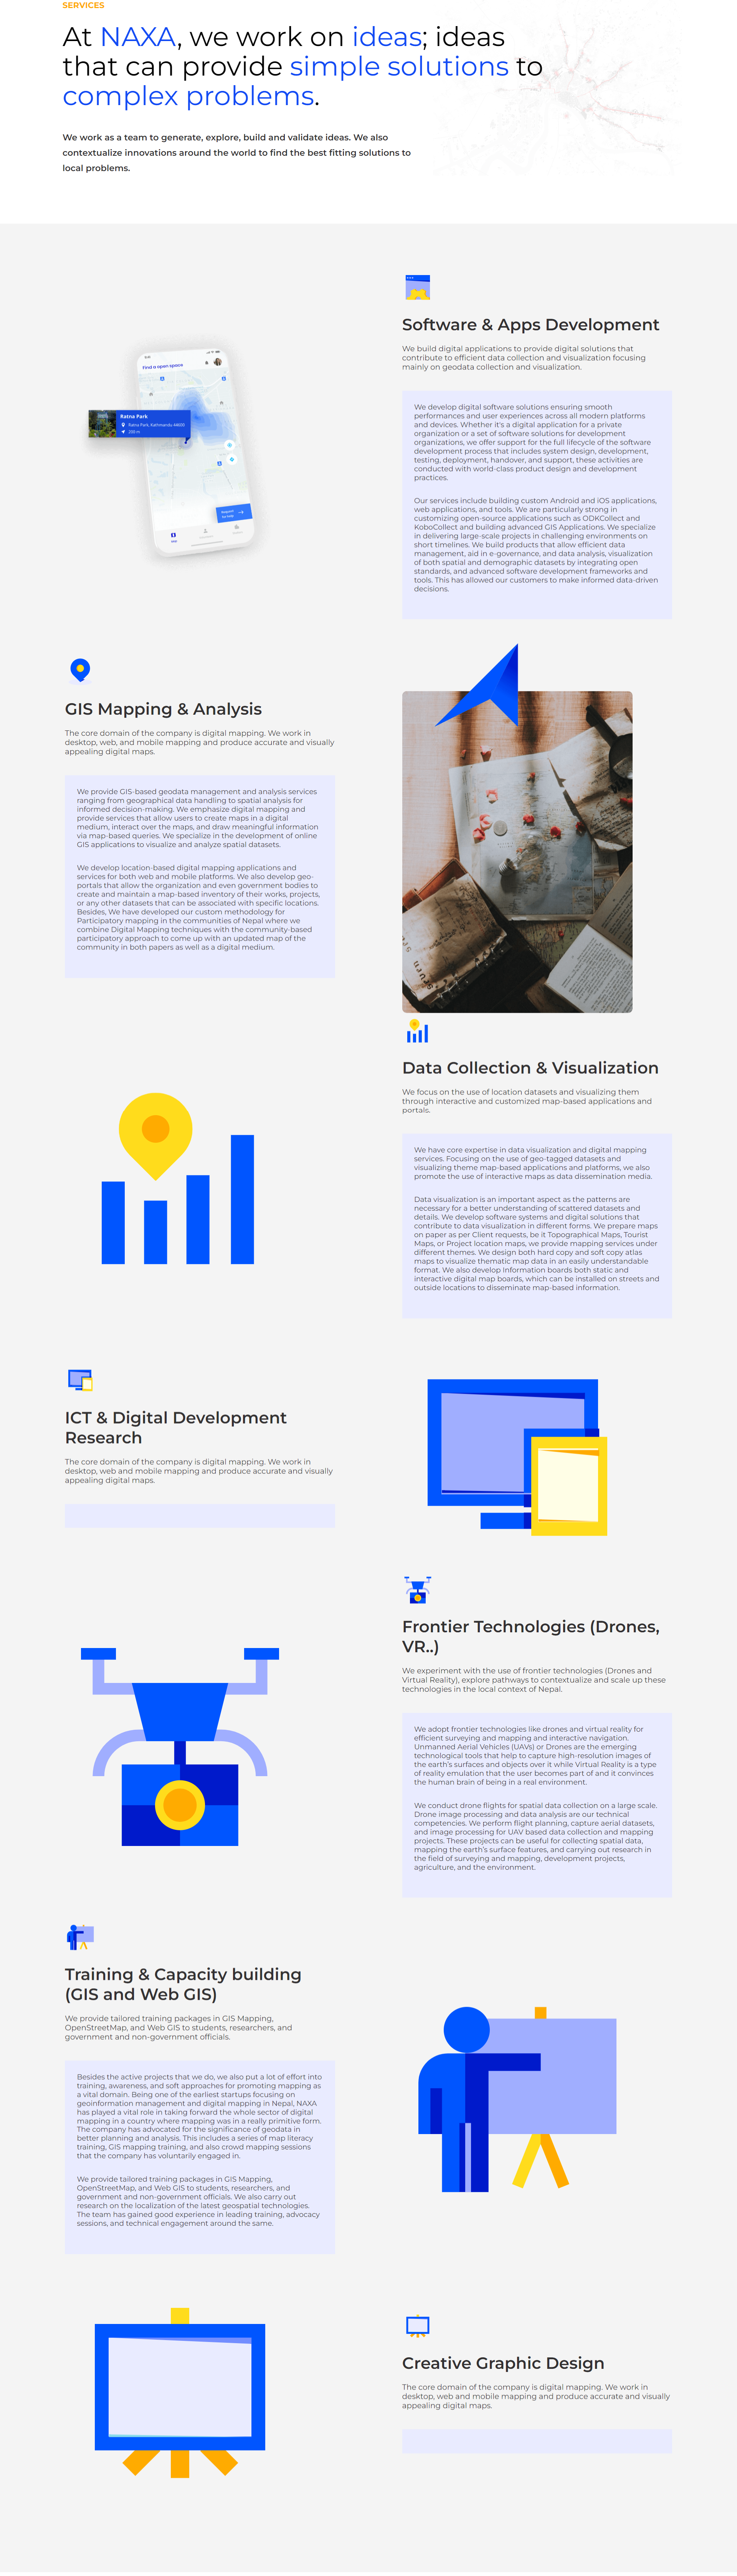 SERVICES
At NAXA, we work on ideas; ideas
that can provide simple solutions to
complex problems.
We work as a team to generate, explore, build and validate ideas. We also
contextualize innovations around the world to find the best fitting solutions to
local problems.
Software & Apps Development
We build digital applications to provide digital solutions that
contribute to efficient data collection and visualization focusing
mainly on geodata collection and visualization.
Find a open space
Ratna Park
Ratna Park, Kathmandu 44600
200 m
We develop digital software solutions ensuring smooth
performances and user experiences across all modern platforms
and devices. Whether it's a digital application for a private
organization or a set of software solutions for development
organizations, we offer support for the full lifecycle of the software
development process that includes system design, development,
testing, deployment, handover, and support, these activities are
conducted with world-class product design and development
practices.
Our services include building custom Android and iOS applications,
web applications, and tools. We are particularly strong in
customizing open-source applications such as ODKCollect and
KoboCollect and building advanced GIS Applications. We specialize
in delivering large-scale projects in challenging environments on
short timelines. We build products that allow efficient data
management, aid in e-governance, and data analysis, visualization
of both spatial and demographic datasets by integrating open
standards, and advanced software development frameworks and
tools. This has allowed our customers to make informed data-driven
decisions.
GIS Mapping & Analysis
The core domain of the company is digital mapping. We work in
desktop, web, and mobile mapping and produce accurate and visually
appealing digital maps.
We provide GIS-based geodata management and analysis services
ranging from geographical data handling to spatial analysis for
informed decision-making. We emphasize digital mapping and
provide services that allow users to create maps in a digital
medium, interact over the maps, and draw meaningful information
via map-based queries. We specialize in the development of online
GIS applications to visualize and analyze spatial datasets.
We develop location-based digital mapping applications and
services for both web and mobile platforms. We also develop geo-
portals that allow the organization and even government bodies to
create and maintain a map-based inventory of their works, projects,
or any other datasets that can be associated with specific locations.
Besides, We have developed our custom methodology for
Participatory mapping in the communities of Nepal where we
combine Digital Mapping techniques with the community-based
participatory approach to come up with an updated map of the
community in both papers as well as a digital medium.
Data Collection & Visualization
We focus on the use of location datasets and visualizing them
through interactive and customized map-based applications and
portals.
We have core expertise in data visualization and digital mapping
services. Focusing on the use of geo-tagged datasets and
visualizing theme map-based applications and platforms, we also
promote the use of interactive maps as data dissemination media.
Data visualization is an important aspect as the patterns are
necessary for a better understanding of scattered datasets and
details. We develop software systems and digital solutions that
contribute to data visualization in different forms. We prepare maps
on paper as per Client requests, be it Topographical Maps, Tourist
Maps, or Project location maps, we provide mapping services under
different themes. We design both hard copy and soft copy atlas
maps to visualize thematic map data in an easily understandable
format. We also develop Information boards both static and
interactive digital map boards, which can be installed on streets and
outside locations to disseminate map-based information.
ICT & Digital Development
Research
The core domain of the company is digital mapping. We work in
desktop, web and mobile mapping and produce accurate and visually
appealing digital maps.
Frontier Technologies (Drones,
VR..)
We experiment with the use of frontier technologies (Drones and
Virtual Reality), explore pathways to contextualize and scale up these
technologies in the local context of Nepal.
We adopt frontier technologies like drones and virtual reality for
efficient surveying and mapping and interactive navigation.
Unmanned Aerial Vehicles (UAVs) or Drones are the emerging
technological tools that help to capture high-resolution images of
the earth's surfaces and objects over it while Virtual Reality is a type
of reality emulation that the user becomes part of and it convinces
the human brain of being in a real environment.
We conduct drone flights for spatial data collection on a large scale.
Drone image processing and data analysis are our technical
competencies. We perform flight planning, capture aerial datasets,
and image processing for UAV based data collection and mapping
projects. These projects can be useful for collecting spatial data,
mapping the earth's surface features, and carrying out research in
the field of surveying and mapping, development projects,
agriculture, and the environment.
Training & Capacity building
(GIS and Web GIS)
We provide tailored training packages in GIS Mapping,
OpenStreetMap, and Web GIS to students, researchers, and
government and non-government officials.
Besides the active projects that we do, we also put a lot of effort into
training, awareness, and soft approaches for promoting mapping as
a vital domain. Being one of the earliest startups focusing on
geoinformation management and digital mapping in Nepal, NAXA
has played a vital role in taking forward the whole sector of digital
mapping in a country where mapping was in a really primitive form.
The company has advocated for the significance of geodata in
better planning and analysis. This includes a series of map literacy
training, GIS mapping training, and also crowd mapping sessions
that the company has voluntarily engaged in.
We provide tailored training packages in GIS Mapping,
OpenStreetMap, and Web GIS to students, researchers, and
government and non-government officials. We also carry out
research on the localization of the latest geospatial technologies.
The team has gained good experience in leading training, advocacy
sessions, and technical engagement around the same.
Creative Graphic Design
The core domain of the company is digital mapping. We work in
desktop, web and mobile mapping and produce accurate and visually
appealing digital maps.